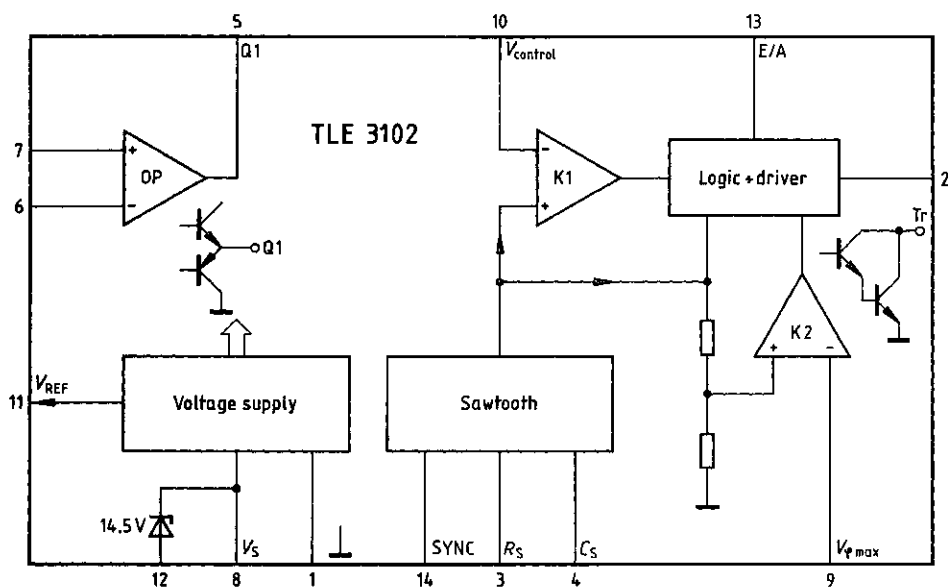 5
10
13
Q1
Vcontrol
E/A
TLE 3102
7
+
OP
-
6
-
K1
+
Logic + driver
2
Q1
Tr
K2
+
-
11
VREF
Voltage supply
Sawtooth
14.5 V
VS
SYNC
RS
CS
Vφ max
12
8
1
14
3
4
9